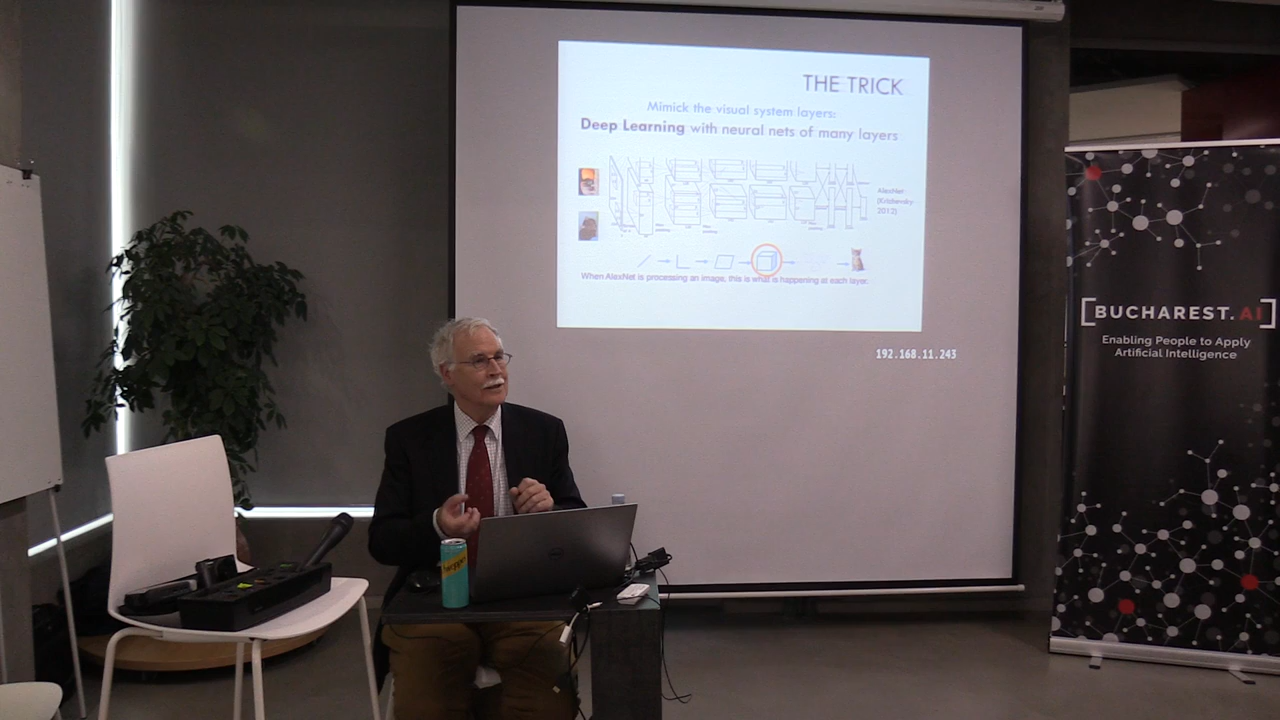 THE TRICK
Mimick the visual system layers:
Deep Learning with neural nets of many layers
AlexNet-
(Krizhevsky
2012)
When AlexNet is processing an image, this is what is happening at each layer.
192.168.11.243
[BUCHAREST.AI]
Enabling People to Apply
Artificial Intelligence